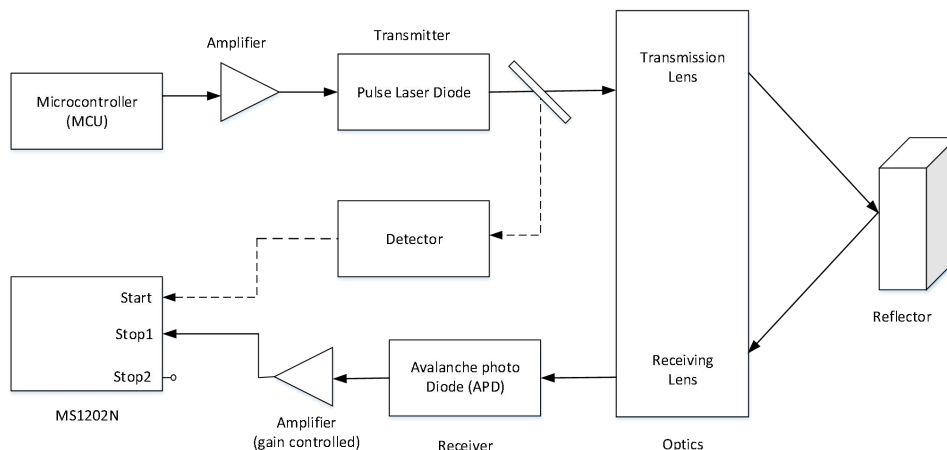 Transmitter
Amplifier
Microcontroller
(MCU)
Pulse Laser Diode
Transmission
Lens
Detector
Start
Stop1
Stop2
MS1202N
Reflector
Avalanche photo
Diode (APD)
Receiving
Lens
Amplifier
(gain controlled)
Receiver
Optics